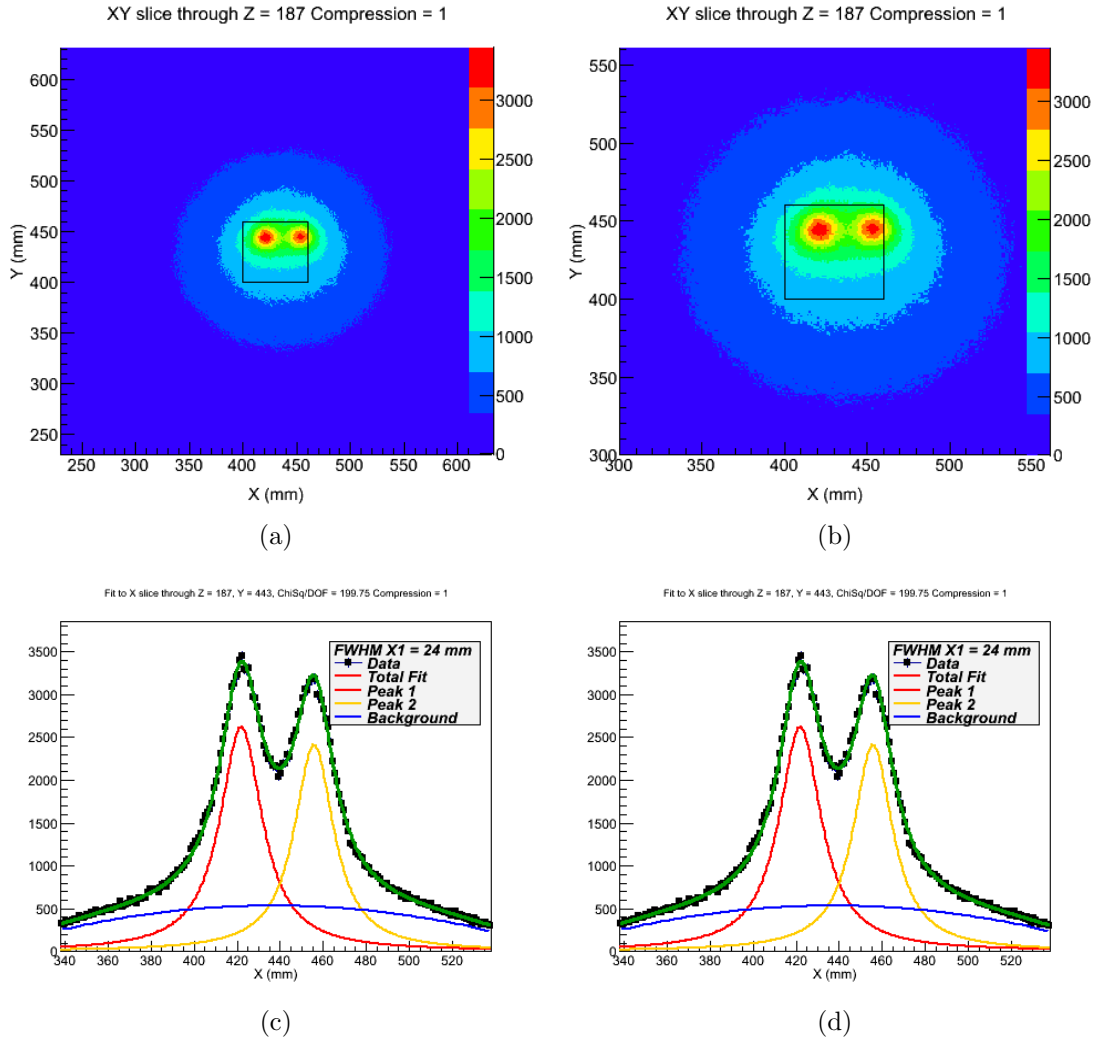 XY slice through Z = 187 Compression = 1
Y (mm)
600
550
500
450
400
350
300
250
250 300 350 400 450 500 550 600
X (mm)
3000
2500
2000
1500
1000
500
0
(a)
XY slice through Z = 187 Compression = 1
Y (mm)
550
500
450
400
350
300
300 350 400 450 500 550
X (mm)
3000
2500
2000
1500
1000
500
0
(b)
Fit to X slice through Z = 187, Y = 443, ChiSq/DOF = 199.75 Compression = 1
3500
3000
2500
2000
1500
1000
500
0
340 360 380 400 420 440 460 480 500 520
X (mm)
FWHM X1 = 24 mm
Data
Total Fit
Peak 1
Peak 2
Background
(c)
Fit to X slice through Z = 187, Y = 443, ChiSq/DOF = 199.75 Compression = 1
3500
3000
2500
2000
1500
1000
500
0
340 360 380 400 420 440 460 480 500 520
X (mm)
FWHM X1 = 24 mm
Data
Total Fit
Peak 1
Peak 2
Background
(d)